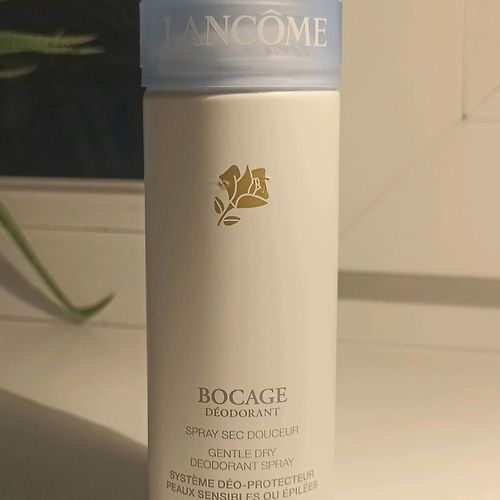 LANCÔME
BOCAGE
DÉODORANT
SPRAY SEC DOUCEUR
GENTLE DRY
DEODORANT SPRAY
SYSTÈME DÉO-PROTECTEUR
PEAUX SENSIBLES OU ÉPILÉES